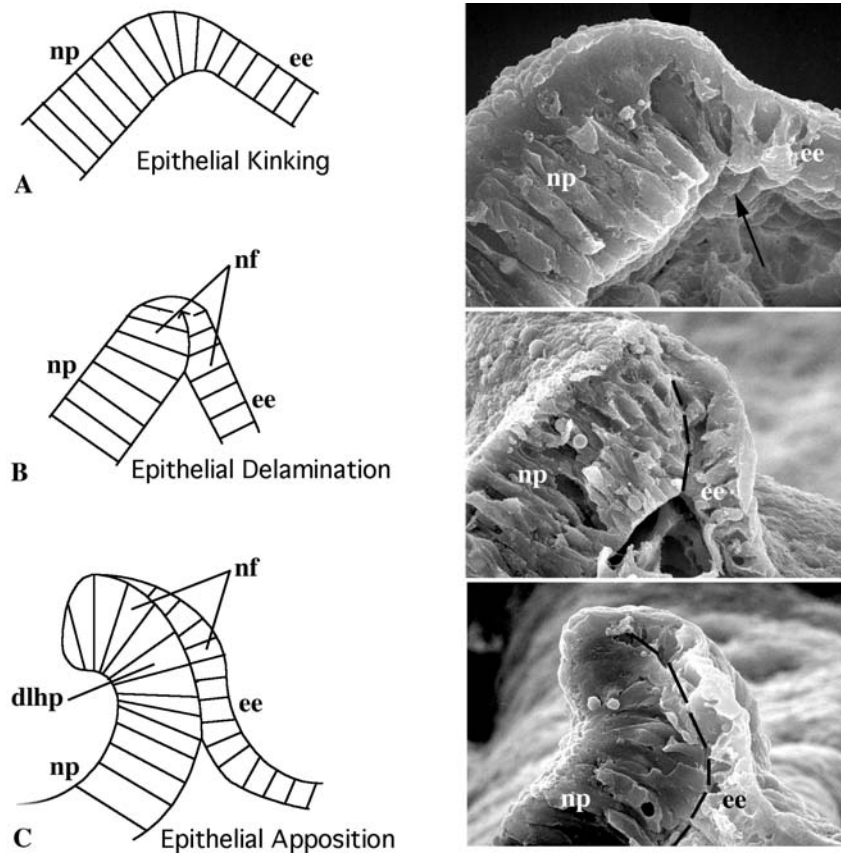 np
ee
Epithelial Kinking
A
np
ee
nf
np
ee
B
Epithelial Delamination
np
ee
nf
dlhp
ee
np
C
Epithelial Apposition
np
ee